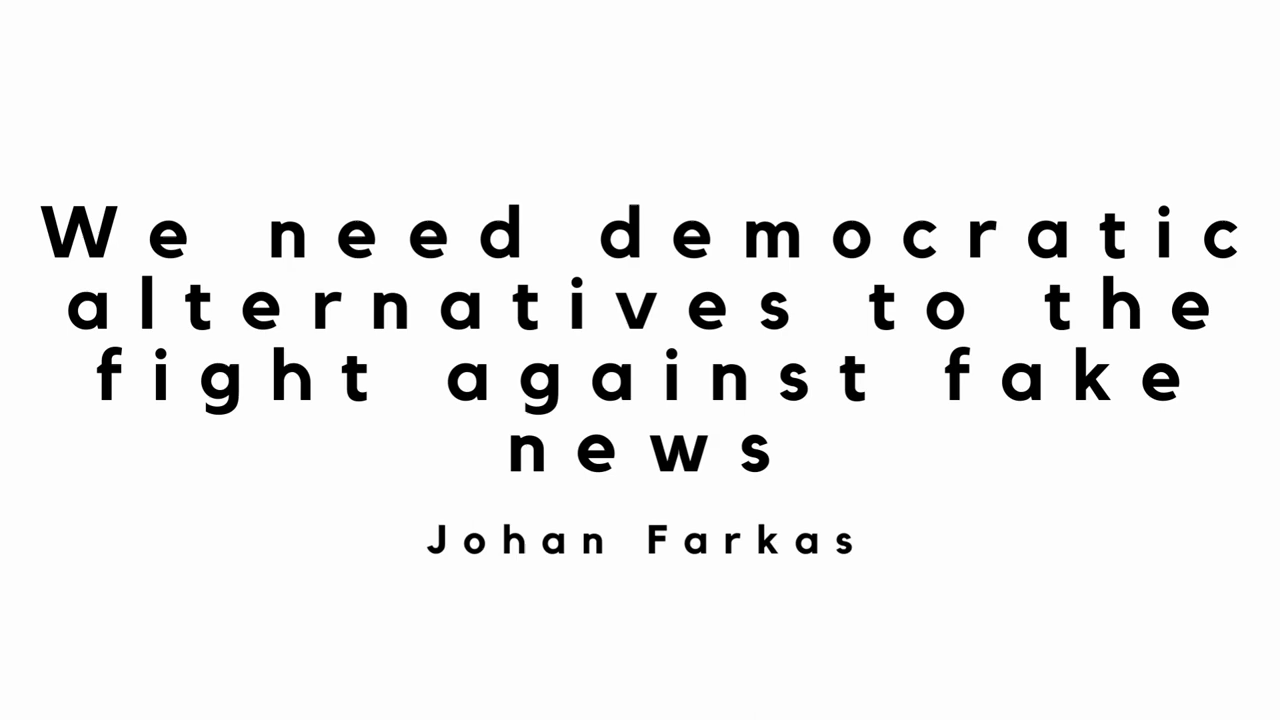 We need democratic
alternatives to the
fight against fake
news
Johan Farkas